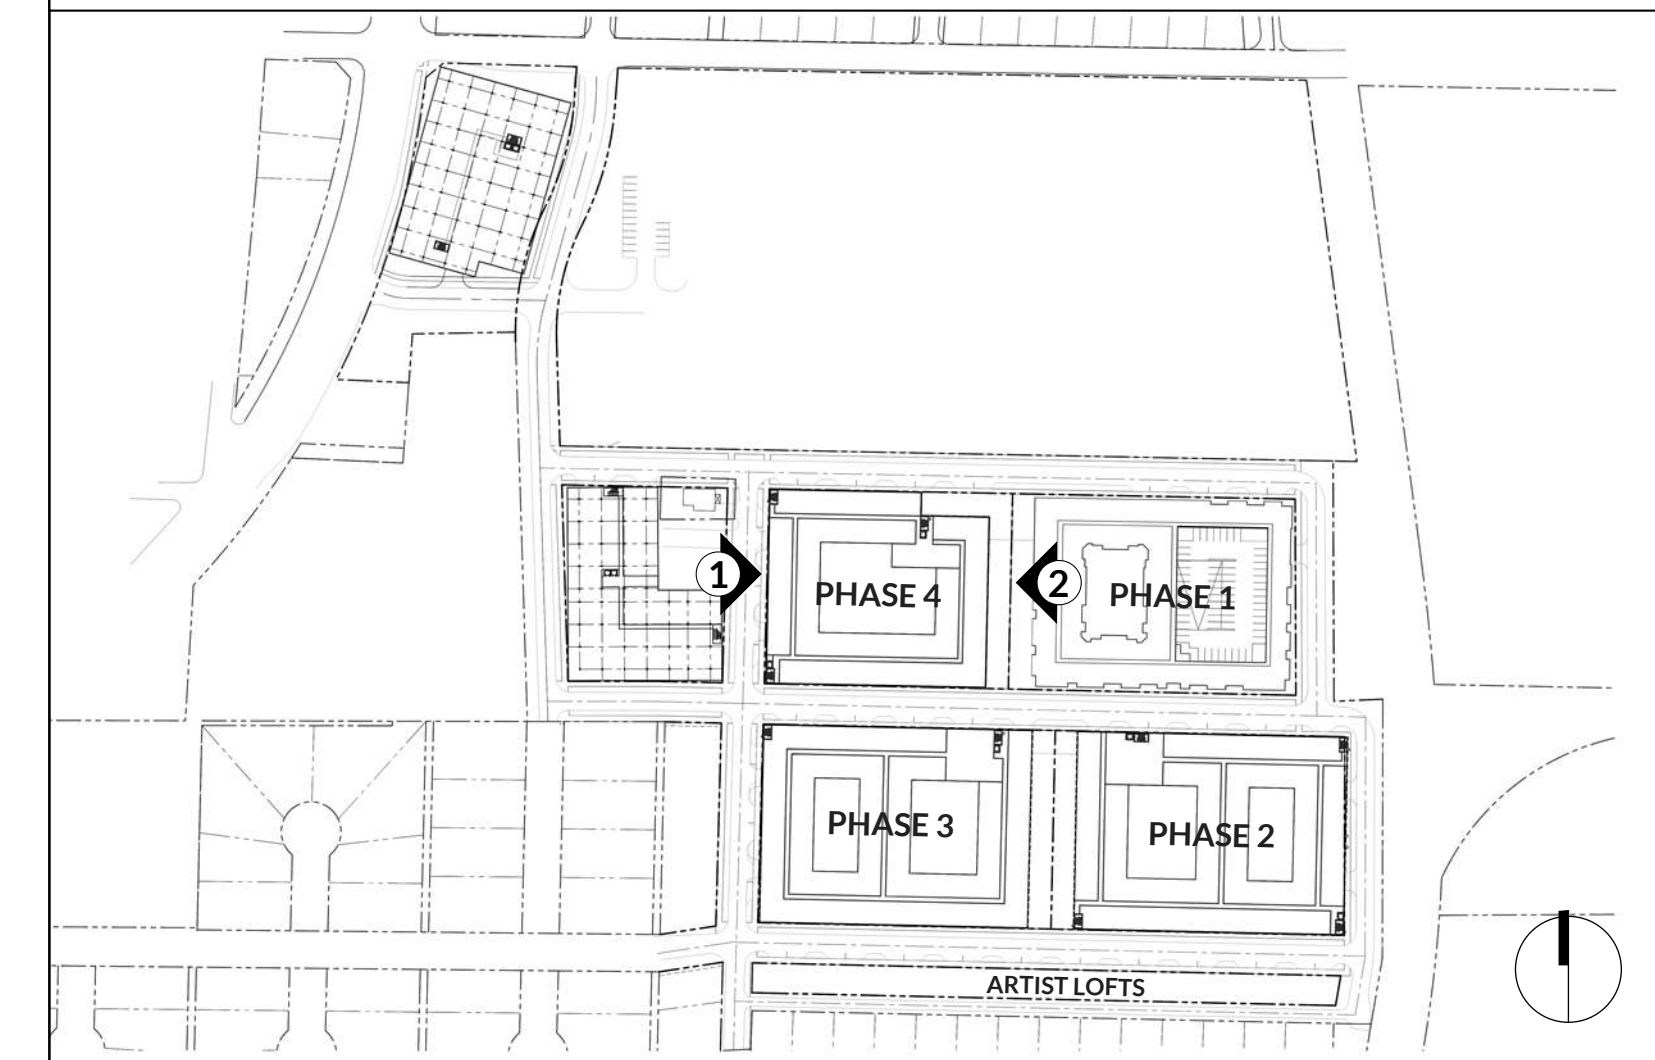 1
PHASE 4
2
PHASE 1
PHASE 3
PHASE 2
ARTIST LOFTS